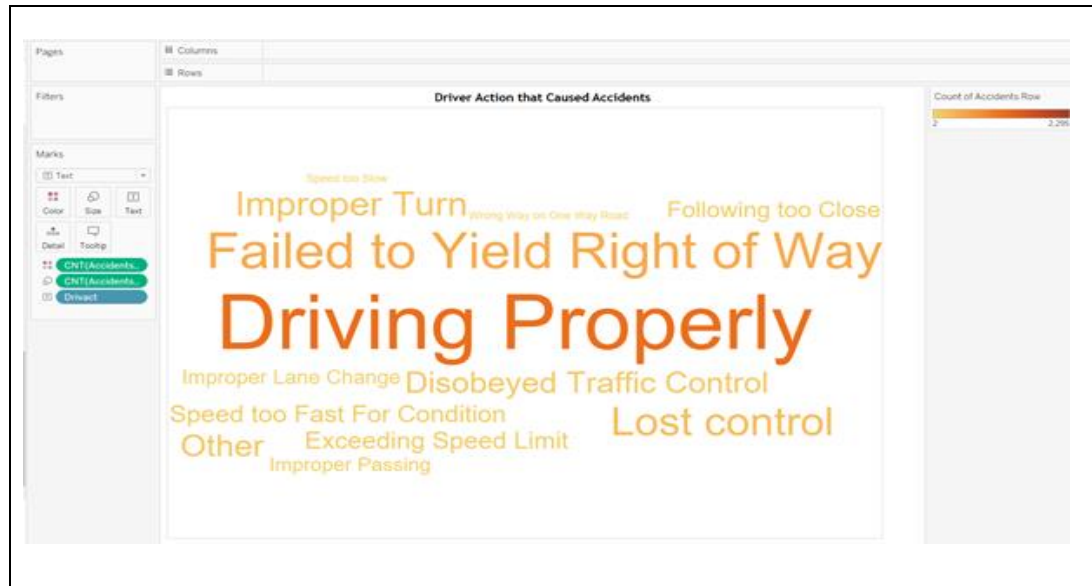 Pages
Columns
Rows
Filters
Driver Action that Caused Accidents
Count of Accidents Row
2
Marks
Text
Color Size Text
Detail Tooltip
CNT(Accidents..
CNT(Accidents..
Drivact
Speed too Slow
Improper Turn
Wrong Way on One Way Road
Following too Close
Failed to Yield Right of Way
Driving Properly
Improper Lane Change
Disobeyed Traffic Control
Speed too Fast For Condition
Lost control
Other
Exceeding Speed Limit
Improper Passing